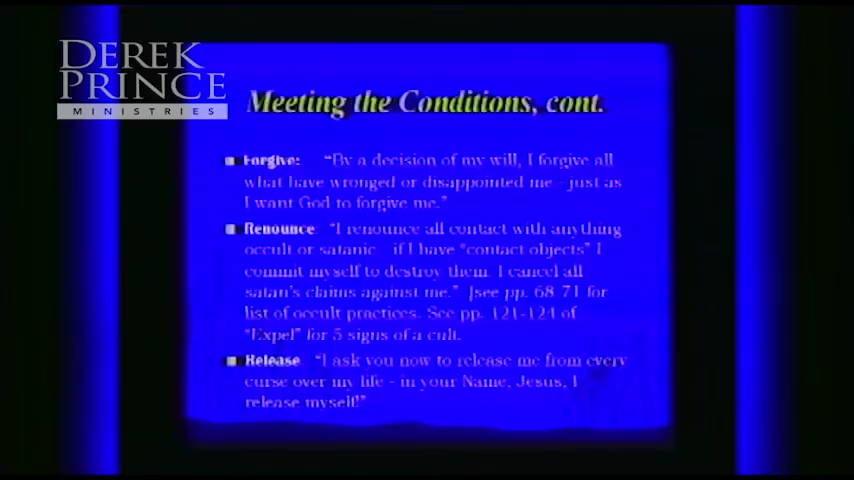 DEREK
PRINCE
MINISTRIES
Meeting the Conditions, cont.
Forgive: "By a decision of my will, I forgive all
what have wronged or disappointed me - just as
I want God to forgive me."
Renounce: "I renounce all contact with anything
occult or satanic - if I have "contact objects" I
commit myself to destroy them. I cancel all
satan's claims against me." [see pp. 68-71 for
list of occult practices. See pp. 121-124 of
"Expel" for 5 signs of a cult.
Release: "I ask you now to release me from every
curse over my life - in your Name, Jesus, I
release myself!"